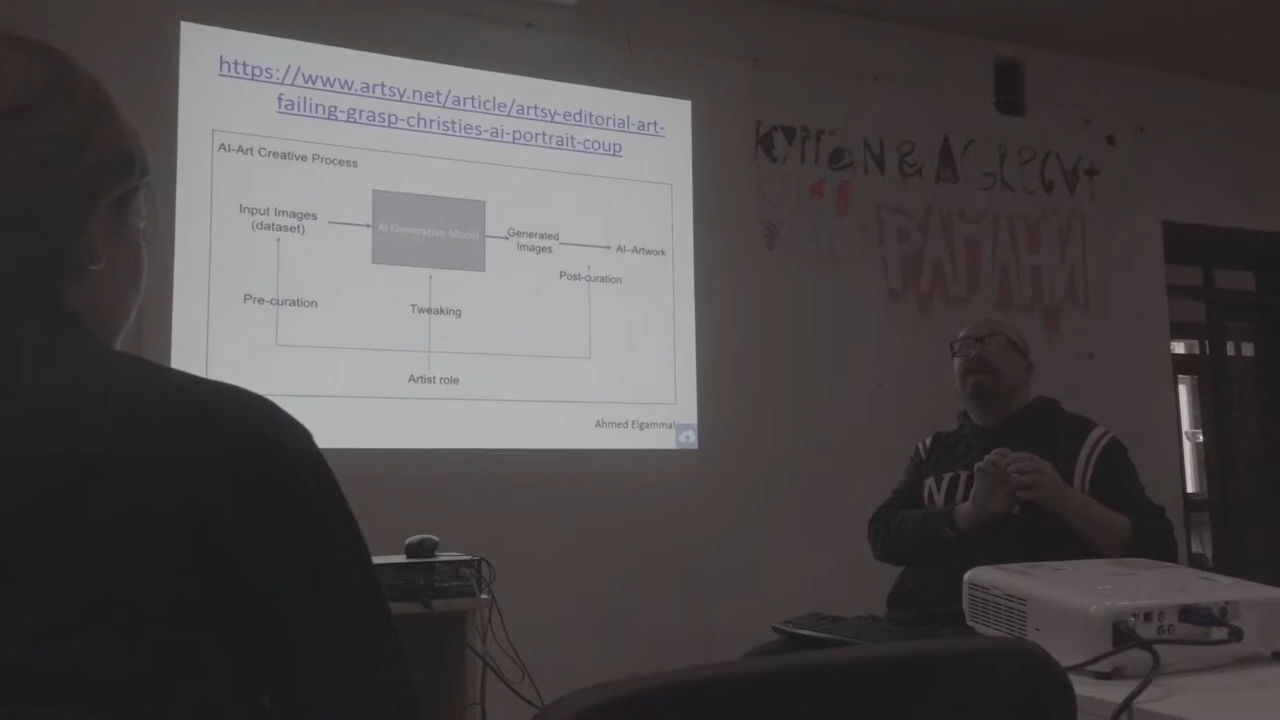 https://www.artsy.net/article/artsy-editorial-art-
failing-grasp-christies-ai-portrait-coup
AI-Art Creative Process
Input Images
(dataset)
AI Generative Model
Generated
Images
AI-Artwork
Post-curation
Pre-curation
Tweaking
Artist role
Ahmed Elgammal